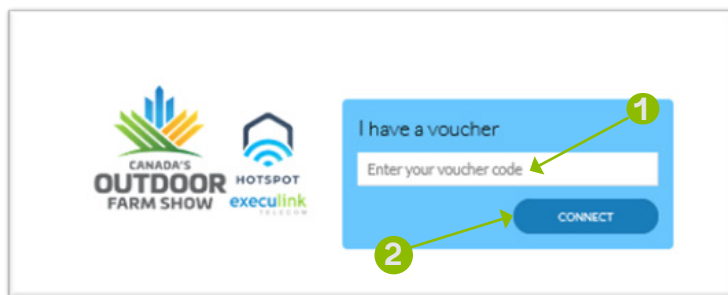 CANADA'S
OUTDOOR
FARM SHOW
HOTSPOT
execulink
TELECOM
I have a voucher
1
Enter your voucher code
CONNECT
2